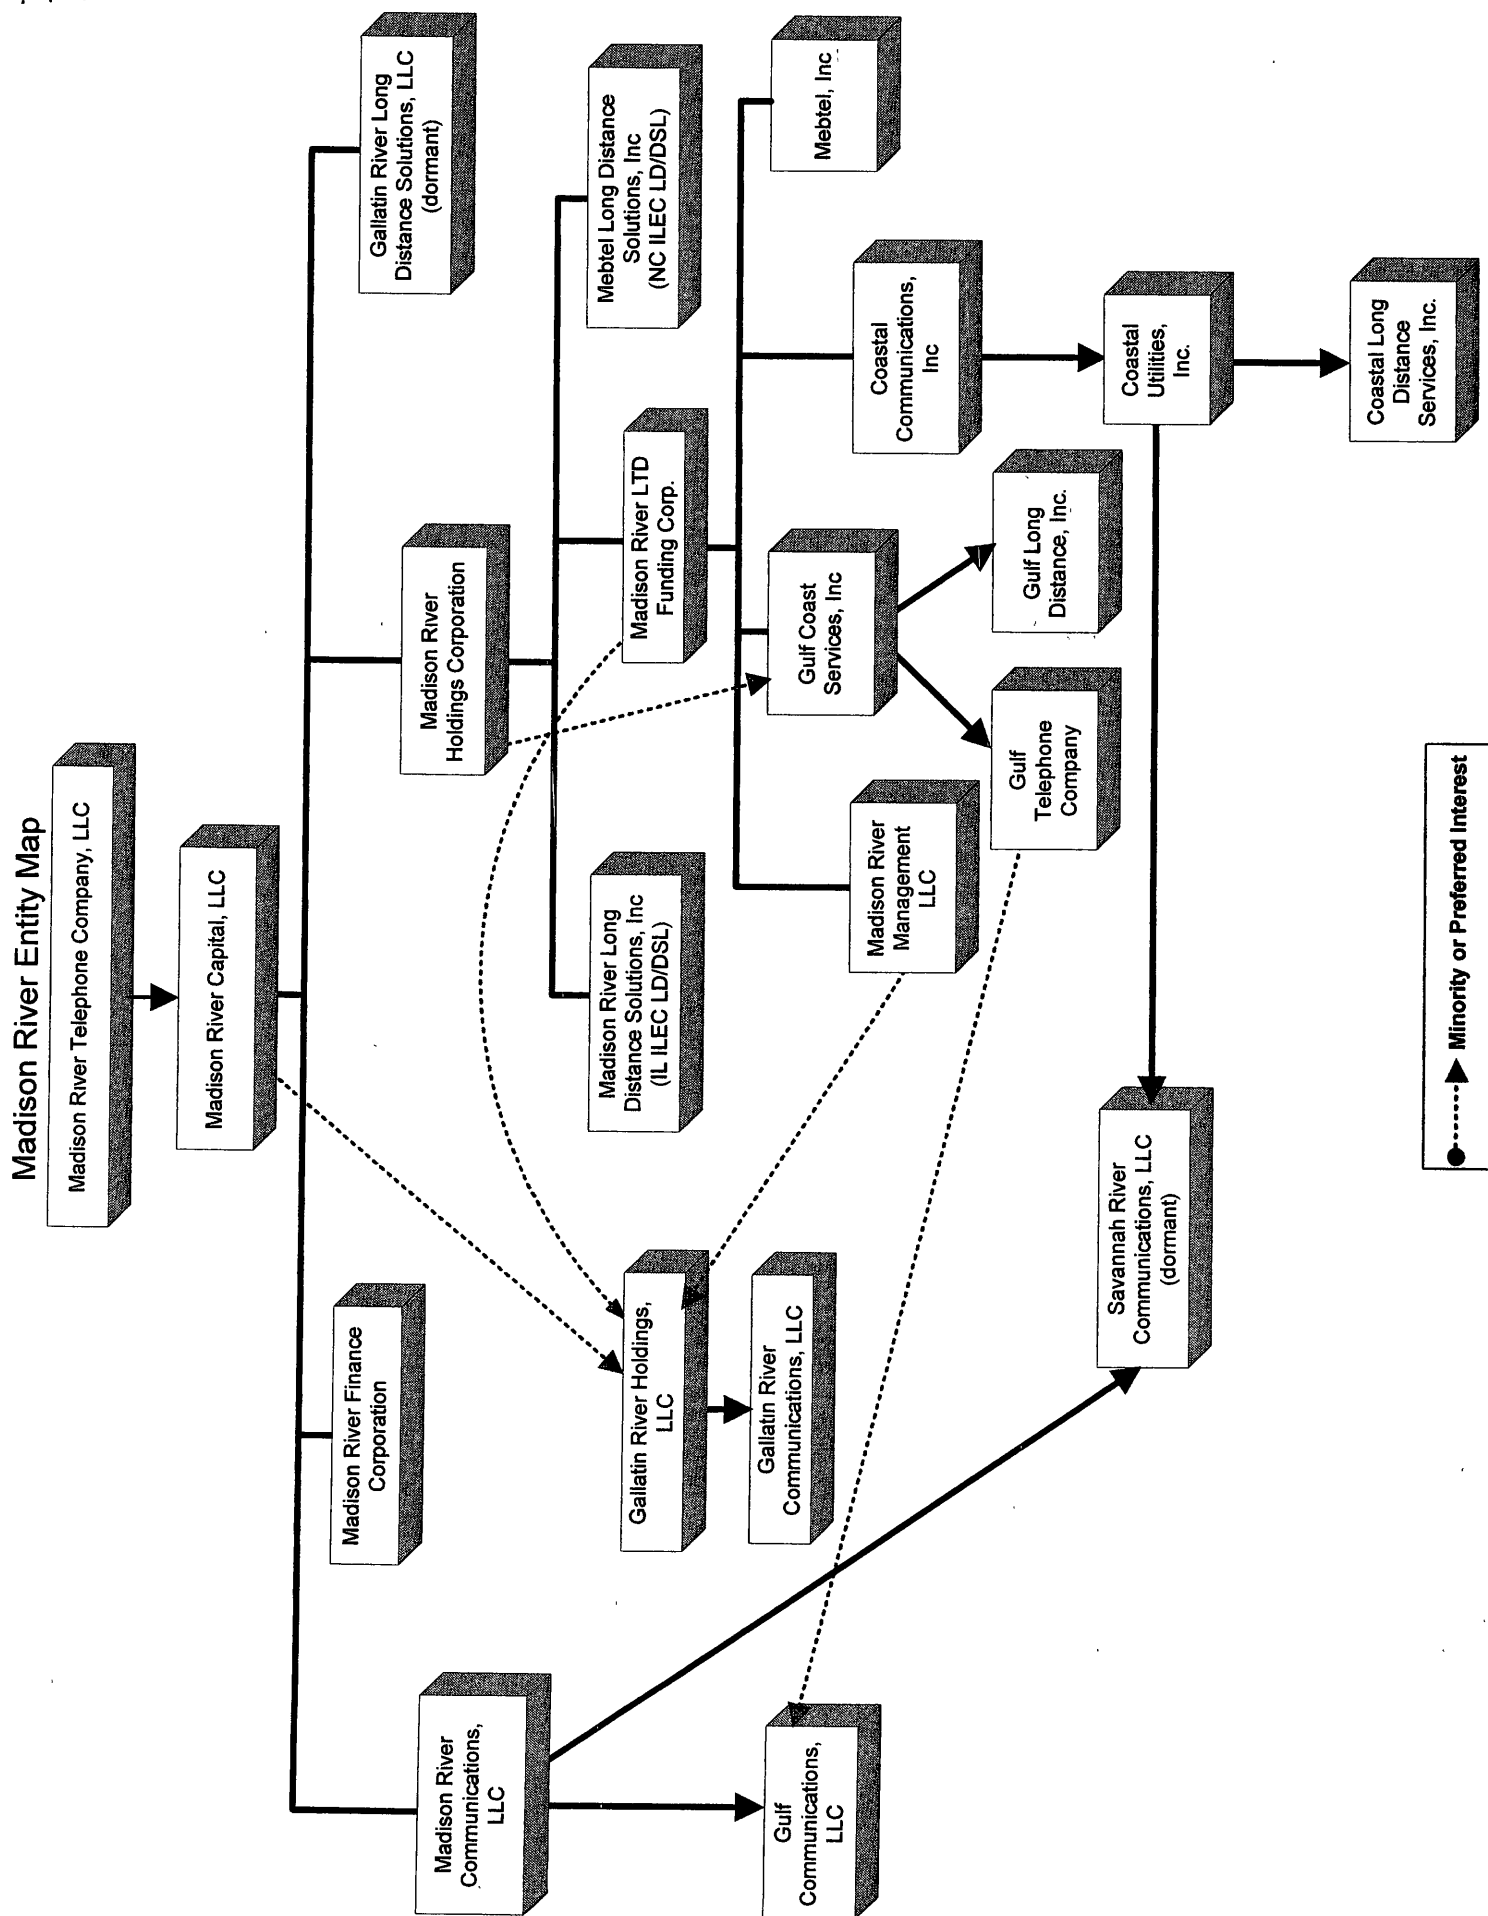 Madison River Entity Map
Madison River Telephone Company, LLC
Madison River Capital, LLC
Madison River Finance
Corporation
Gallatin River Long
Distance Solutions, LLC
(dormant)
Madison River
Communications,
LLC
Madison River
Holdings Corporation
Madison River Long
Distance Solutions, Inc
(IL ILEC LD/DSL)
Mebtel Long Distance
Solutions, Inc
(NC ILEC LD/DSL)
Gallatin River Holdings,
LLC
Madison River LTD
Funding Corp.
Gallatin River
Communications, LLC
Gulf
Communications,
LLC
Gulf Coast
Services, Inc
Mebtel, Inc
Madison River
Management
LLC
Coastal
Communications,
Inc
Gulf
Telephone
Company
Gulf Long
Distance, Inc.
Savannah River
Communications, LLC
(dormant)
Coastal
Utilities,
Inc.
Coastal Long
Distance
Services, Inc.
Minority or Preferred Interest